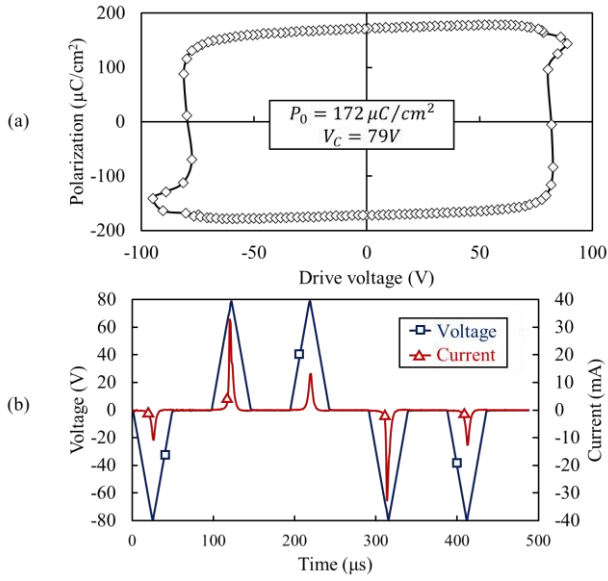 (a)
Polarization (µC/cm²)
200
100
0
-100
-200
P₀ = 172 µC/cm²
V_C = 79V
-100 -50 0 50 100
Drive voltage (V)
(b)
Voltage (V)
80
60
40
20
0
-20
-40
-60
-80
Voltage
Current
40
30
20
10
0
-10
-20
-30
-40
Current (mA)
0 100 200 300 400 500
Time (µs)